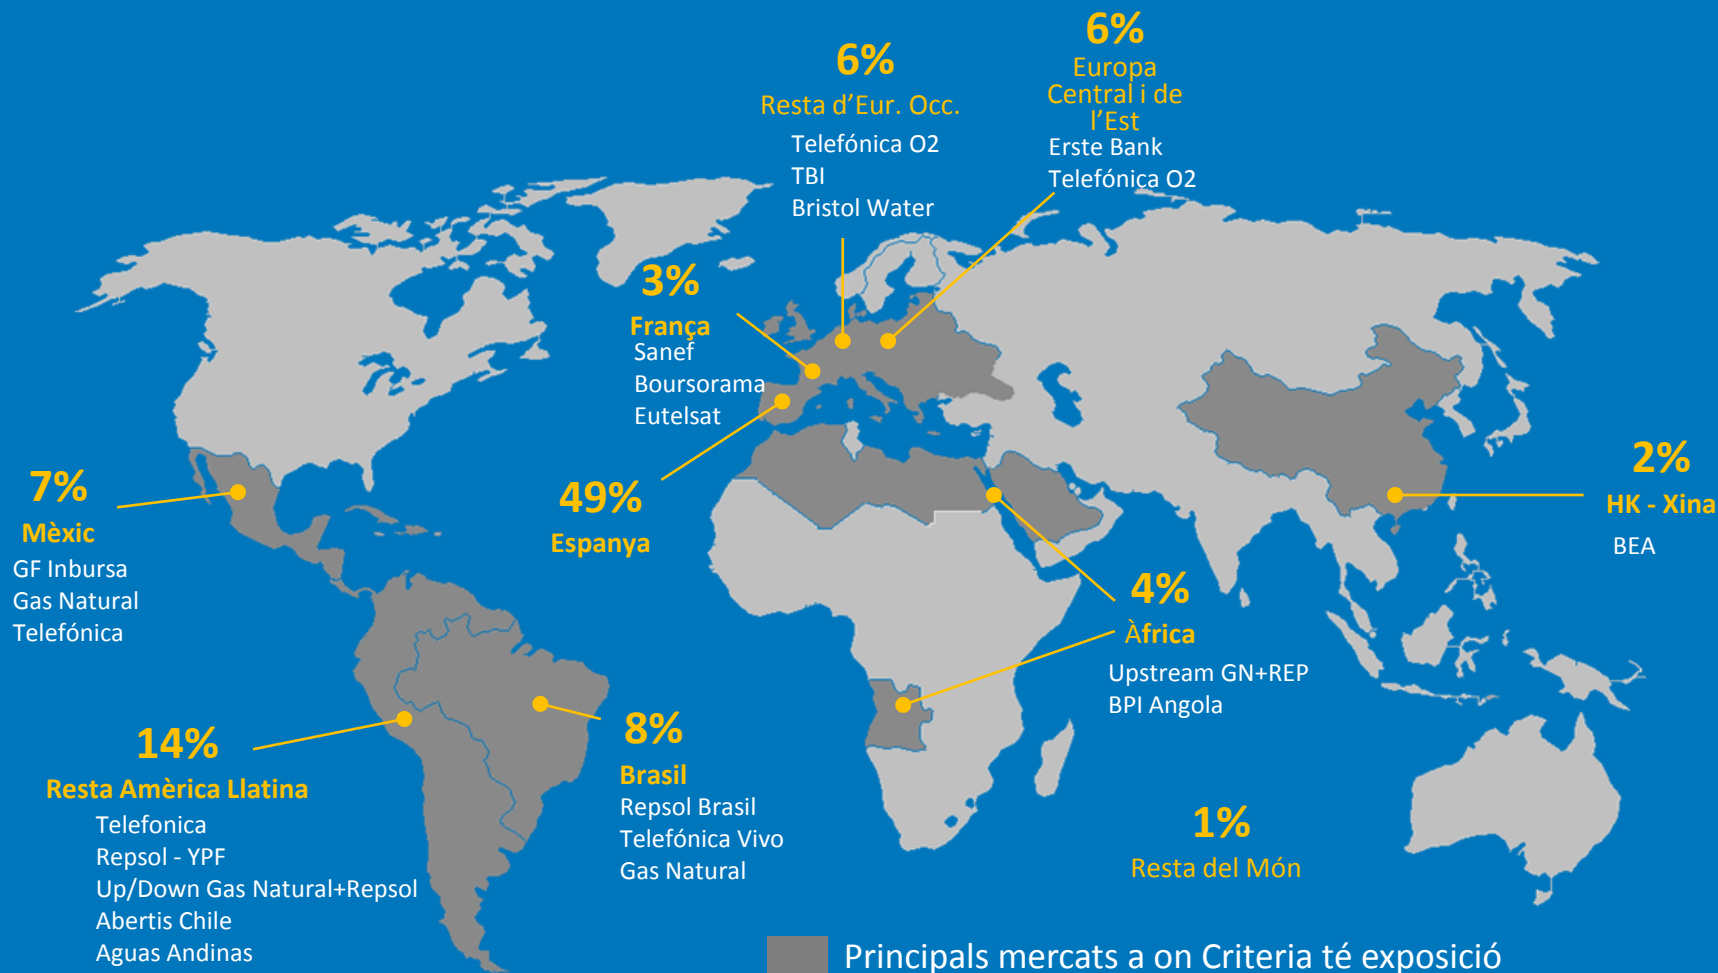 6%
Resta d'Eur. Occ.
Telefónica O2
TBI
Bristol Water
6%
Europa
Central i de
l'Est
Erste Bank
Telefónica O2
3%
França
Sanef
Boursorama
Eutelsat
49%
Espanya
7%
Mèxic
GF Inbursa
Gas Natural
Telefónica
2%
HK - Xina
BEA
4%
Àfrica
Upstream GN+REP
BPI Angola
14%
Resta Amèrica Llatina
Telefonica
Repsol - YPF
Up/Down Gas Natural+Repsol
Abertis Chile
Aguas Andinas
8%
Brasil
Repsol Brasil
Telefónica Vivo
Gas Natural
1%
Resta del Món
Principals mercats a on Criteria té exposició